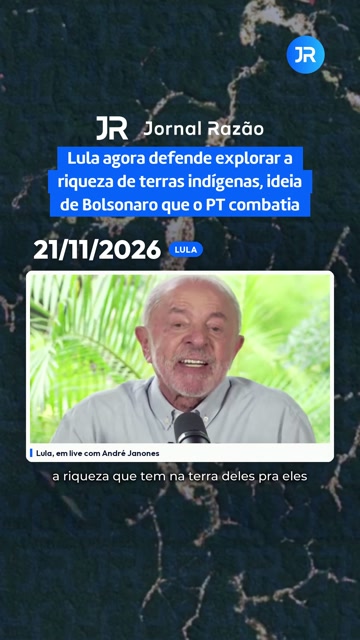 JR
JR Jornal Razão
Lula agora defende explorar a
riqueza de terras indígenas, ideia
de Bolsonaro que o PT combatia
21/11/2026 LULA
Lula, em live com André Janones
a riqueza que tem na terra deles pra eles